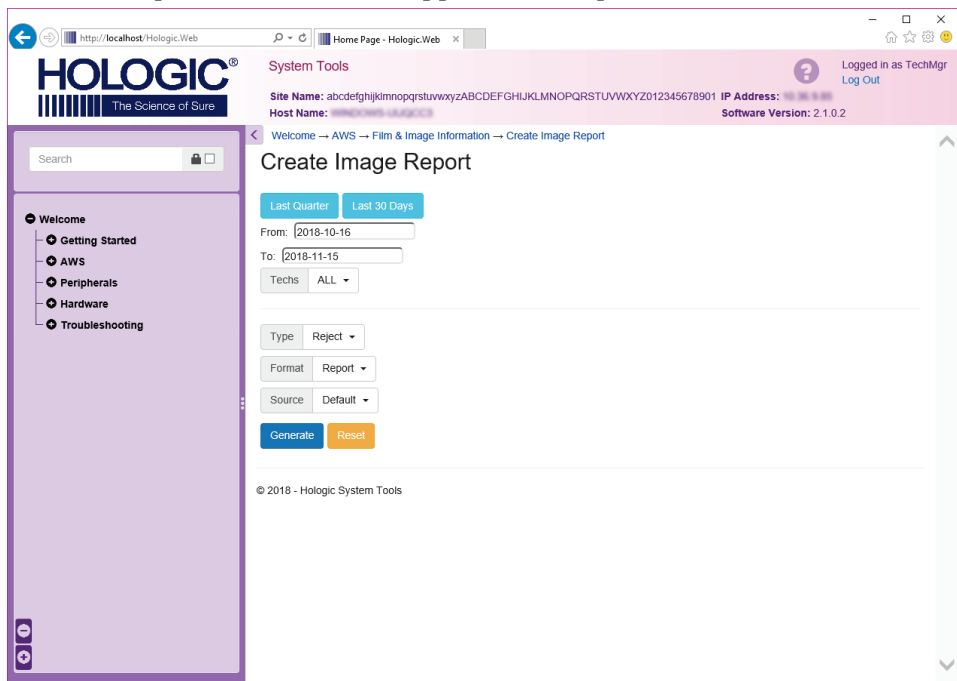 http://localhost/Hologic.Web
Home Page - Hologic.Web
HOLOGIC®
The Science of Sure
System Tools
Logged in as TechMgr
Log Out
Site Name: abcdefghijklmnopqrstuvwxyzABCDEFGHIJKLMNOPQRSTUVWXYZ012345678901 IP Address:
Host Name:
Software Version: 2.1.0.2
Welcome → AWS → Film & Image Information → Create Image Report
Search
Create Image Report
Last Quarter Last 30 Days
From: 2018-10-16
To: 2018-11-15
Techs ALL
Welcome
Getting Started
AWS
Peripherals
Hardware
Troubleshooting
Type Reject
Format Report
Source Default
Generate Reset
© 2018 - Hologic System Tools